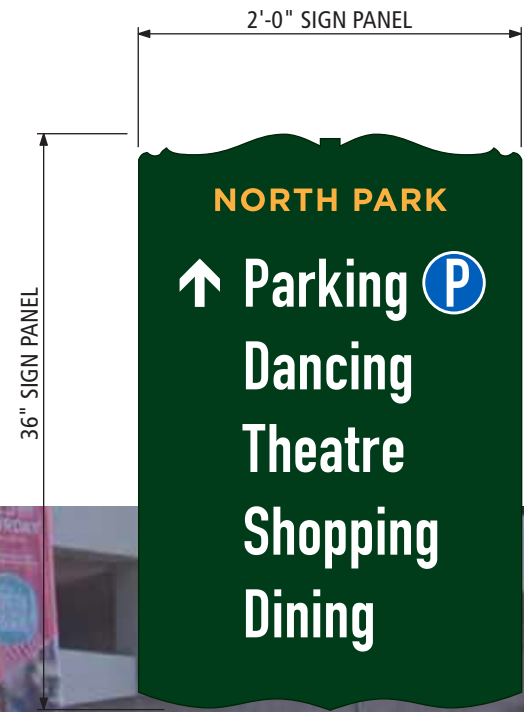 2'-0" SIGN PANEL
36" SIGN PANEL
NORTH PARK
↑ Parking P
Dancing
Theatre
Shopping
Dining